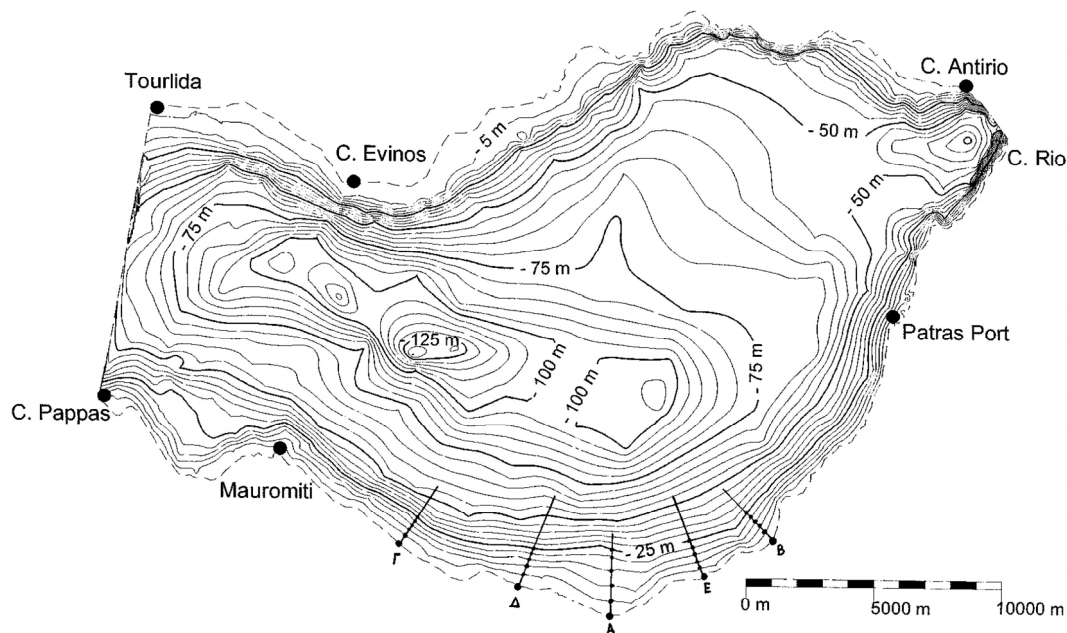 C. Antirio
Tourlida
- 50 m
- 5 m
C. Evinos
C. Rio
- 50 m
- 75 m
- 75 m
- 125 m
Patras Port
- 100 m
- 75 m
- 100 m
C. Pappas
Mauromiti
- 25 m
Γ
Δ
Α
Ε
Β
0 m
5000 m
10000 m